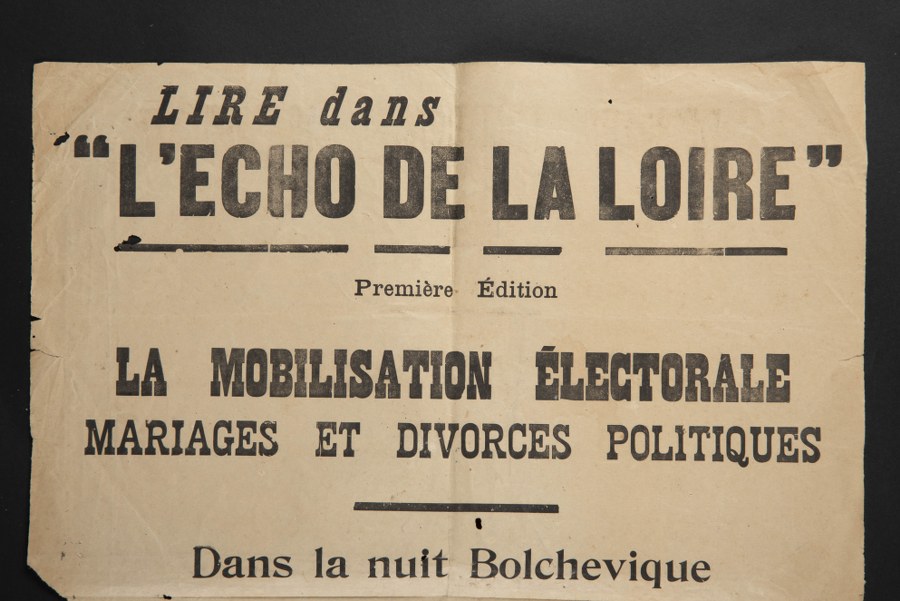 LIRE dans
“L'ECHO DE LA LOIRE”
Première Édition
LA MOBILISATION ÉLECTORALE
MARIAGES ET DIVORCES POLITIQUES
Dans la nuit Bolchevique